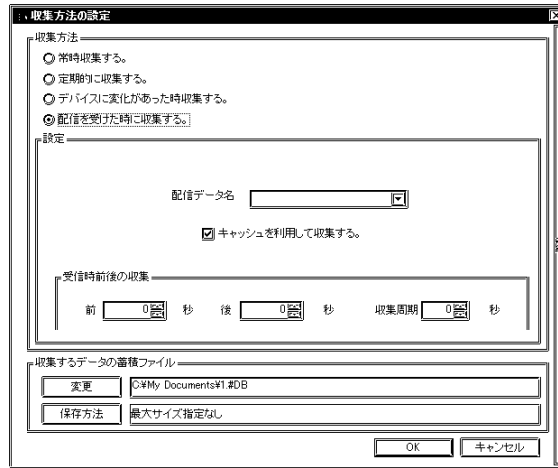 収集方法の設定
収集方法
常時収集する。
定期的に収集する。
デバイスに変化があった時収集する。
配信を受けた時に収集する。
設定
配信データ名
キャッシュを利用して収集する。
受信時前後の収集
前 0 秒 後 0 秒 収集周期 0 秒
収集するデータの蓄積ファイル
変更 C:¥My Documents¥1.#DB
保存方法 最大サイズ指定なし
OK キャンセル